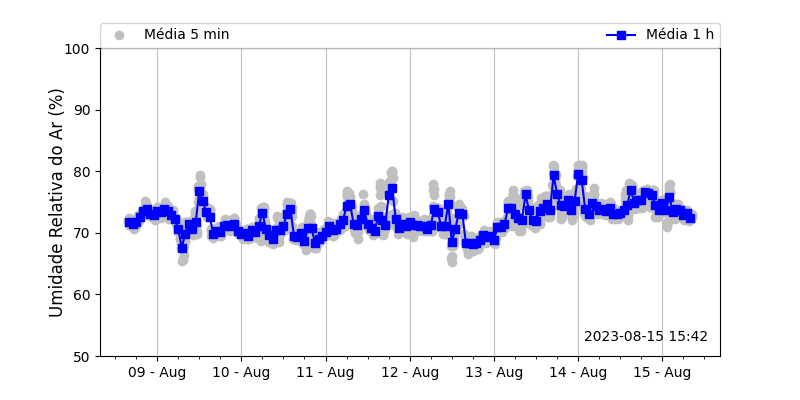 Média 5 min
Média 1 h
Umidade Relativa do Ar (%)
100
90
80
70
60
50
2023-08-15 15:42
09 - Aug
10 - Aug
11 - Aug
12 - Aug
13 - Aug
14 - Aug
15 - Aug